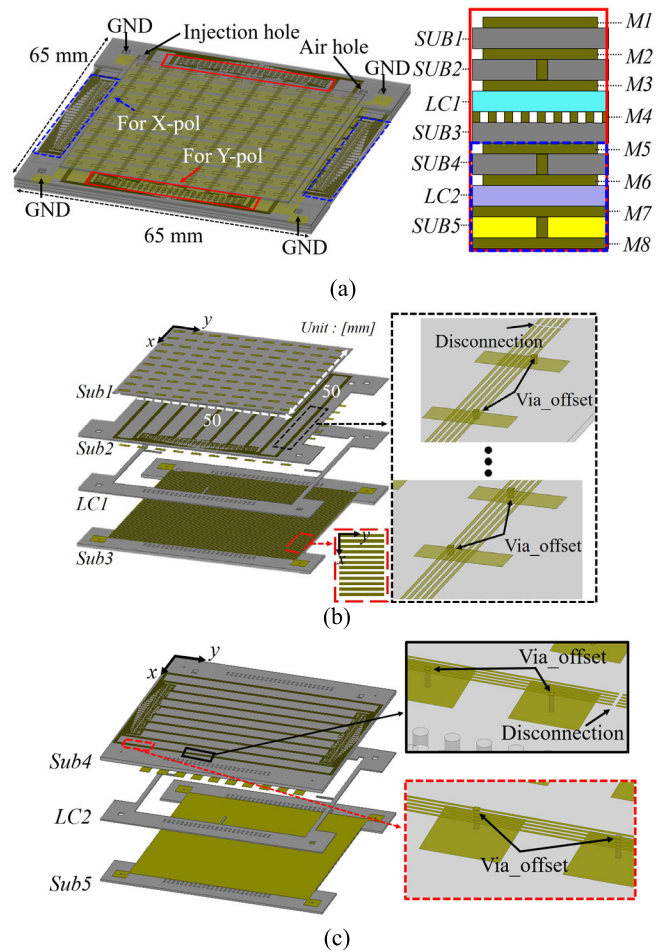 Injection hole
GND
Air hole
GND
65 mm
For X-pol
For Y-pol
GND
GND
65 mm
SUB1
SUB2
LC1
SUB3
SUB4
LC2
SUB5
M1
M2
M3
M4
M5
M6
M7
M8
(a)
x
y
Unit : [mm]
50
50
Sub1
Sub2
LC1
Sub3
y
x
Disconnection
Via_offset
Via_offset
(b)
x
y
Sub4
LC2
Sub5
Via_offset
Disconnection
Via_offset
(c)